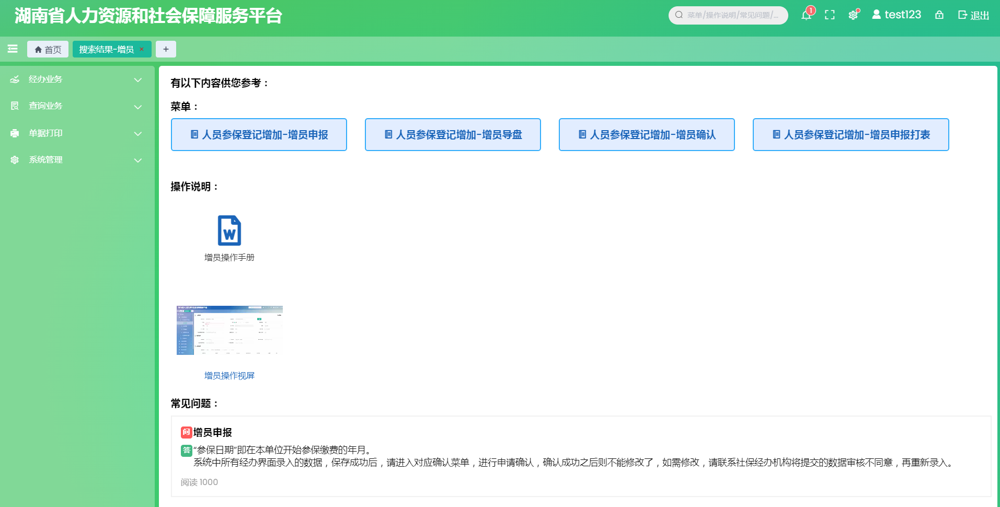 湖南省人力资源和社会保障服务平台
菜单/操作说明/常见问题/...
1
test123
退出
首页
搜索结果-增员 ×
+
经办业务
查询业务
单据打印
系统管理
有以下内容供您参考：
菜单：
人员参保登记增加-增员申报
人员参保登记增加-增员导盘
人员参保登记增加-增员确认
人员参保登记增加-增员申报打表
操作说明：
W
增员操作手册
增员操作视屏
常见问题：
问 增员申报
答 “参保日期”即在本单位开始参保缴费的年月。
系统中所有经办界面录入的数据，保存成功后，请进入对应确认菜单，进行申请确认，确认成功之后则不能修改了，如需修改，请联系社保经办机构将提交的数据审核不同意，再重新录入。
阅读 1000